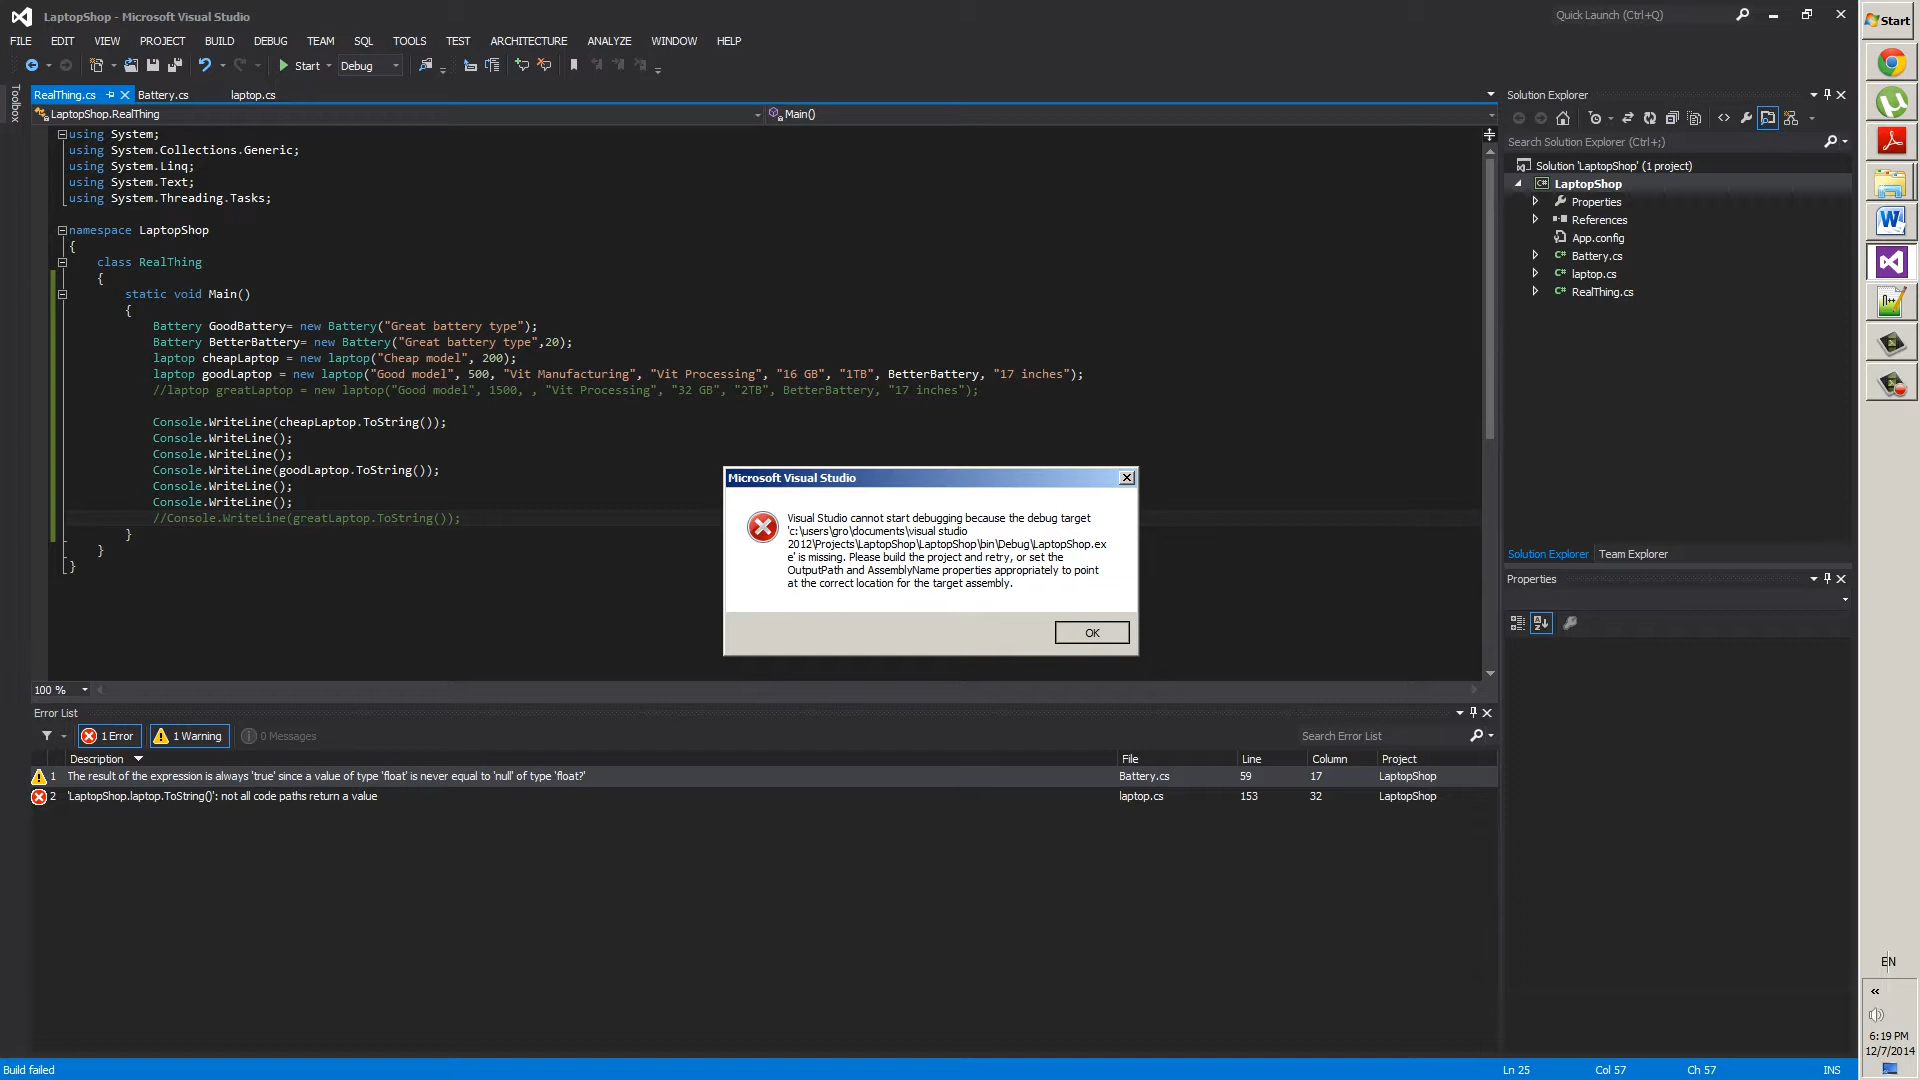 LaptopShop - Microsoft Visual Studio
Quick Launch (Ctrl+Q)
FILE EDIT VIEW PROJECT BUILD DEBUG TEAM SQL TOOLS TEST ARCHITECTURE ANALYZE WINDOW HELP
Start Debug
Toolbox
RealThing.cs Battery.cs laptop.cs
LaptopShop.RealThing Main()
using System;
using System.Collections.Generic;
using System.Linq;
using System.Text;
using System.Threading.Tasks;
namespace LaptopShop
{
class RealThing
{
static void Main()
{
Battery GoodBattery= new Battery("Great battery type");
Battery BetterBattery= new Battery("Great battery type",20);
laptop cheapLaptop = new laptop("Cheap model", 200);
laptop goodLaptop = new laptop("Good model", 500, "Vit Manufacturing", "Vit Processing", "16 GB", "1TB", BetterBattery, "17 inches");
//laptop greatLaptop = new laptop("Good model", 1500, , "Vit Processing", "32 GB", "2TB", BetterBattery, "17 inches");
Console.WriteLine(cheapLaptop.ToString());
Console.WriteLine();
Console.WriteLine();
Console.WriteLine(goodLaptop.ToString());
Console.WriteLine();
Console.WriteLine();
//Console.WriteLine(greatLaptop.ToString());
}
}
}
100 %
Microsoft Visual Studio
Visual Studio cannot start debugging because the debug target
'c:\users\gro\documents\visual studio
2012\Projects\LaptopShop\LaptopShop\bin\Debug\LaptopShop.ex
e' is missing. Please build the project and retry, or set the
OutputPath and AssemblyName properties appropriately to point
at the correct location for the target assembly.
OK
Error List
1 Error 1 Warning 0 Messages
Search Error List
Description File Line Column Project
1 The result of the expression is always 'true' since a value of type 'float' is never equal to 'null' of type 'float?' Battery.cs 59 17 LaptopShop
2 'LaptopShop.laptop.ToString()': not all code paths return a value laptop.cs 153 32 LaptopShop
Solution Explorer
Search Solution Explorer (Ctrl+;)
Solution 'LaptopShop' (1 project)
C# LaptopShop
Properties
References
App.config
C# Battery.cs
C# laptop.cs
C# RealThing.cs
Solution Explorer Team Explorer
Properties
Build failed
Ln 25 Col 57 Ch 57 INS
Start
EN
6:19 PM
12/7/2014